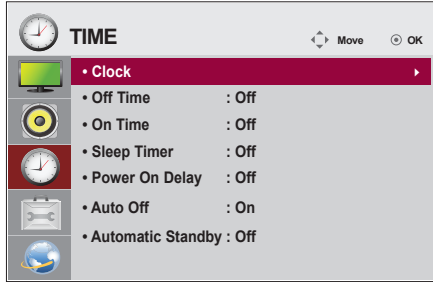 TIME Move OK
• Clock
• Off Time : Off
• On Time : Off
• Sleep Timer : Off
• Power On Delay : Off
• Auto Off : On
• Automatic Standby : Off